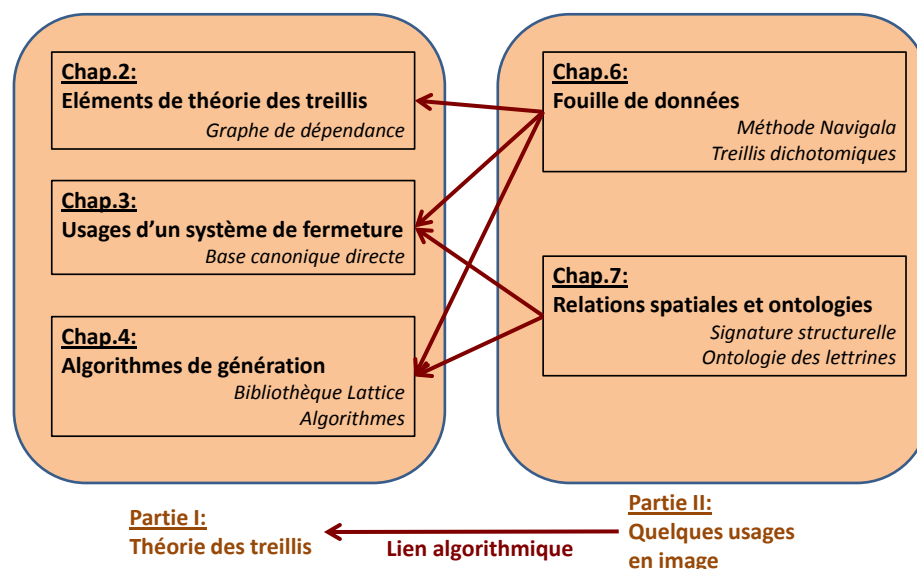 Chap.2:
Eléments de théorie des treillis
Graphe de dépendance
Chap.3:
Usages d'un système de fermeture
Base canonique directe
Chap.4:
Algorithmes de génération
Bibliothèque Lattice
Algorithmes
Chap.6:
Fouille de données
Méthode Navigala
Treillis dichotomiques
Chap.7:
Relations spatiales et ontologies
Signature structurelle
Ontologie des lettrines
Partie I:
Théorie des treillis
Lien algorithmique
Partie II:
Quelques usages
en image